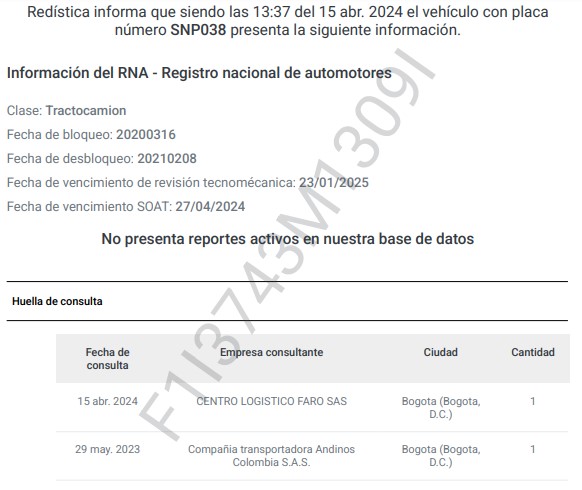 Redística informa que siendo las 13:37 del 15 abr. 2024 el vehículo con placa
número SNP038 presenta la siguiente información.
Información del RNA - Registro nacional de automotores
Clase: Tractocamion
Fecha de bloqueo: 20200316
Fecha de desbloqueo: 20210208
Fecha de vencimiento de revisión tecnomécanica: 23/01/2025
Fecha de vencimiento SOAT: 27/04/2024
No presenta reportes activos en nuestra base de datos
Huella de consulta
Fecha de consulta Empresa consultante Ciudad Cantidad
15 abr. 2024 CENTRO LOGISTICO FARO SAS Bogota (Bogota, D.C.) 1
29 may. 2023 Compañia transportadora Andinos Colombia S.A.S. Bogota (Bogota, D.C.) 1
F1I3743M1309I